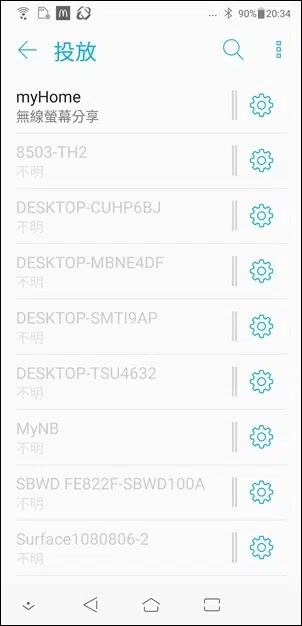 ... 90% 20:34
投放
myHome
無線螢幕分享
8503-TH2
不明
DESKTOP-CUHP6BJ
不明
DESKTOP-MBNE4DF
不明
DESKTOP-SMTI9AP
不明
DESKTOP-TSU4632
不明
MyNB
不明
SBWD FE822F-SBWD100A
不明
Surface1080806-2
不明